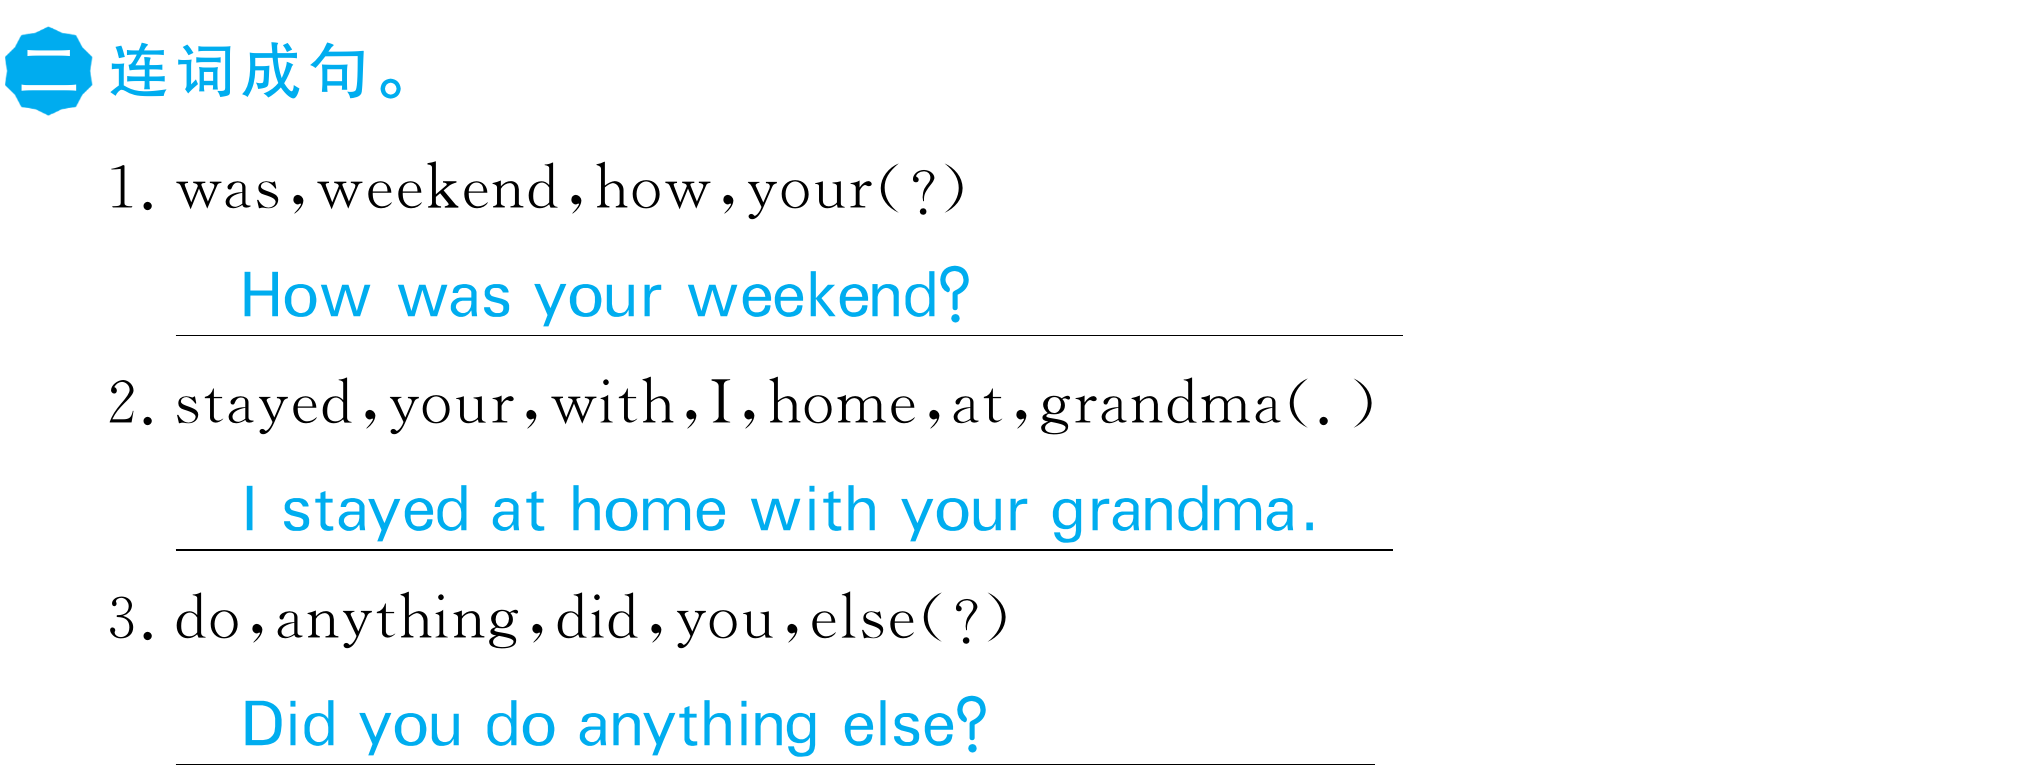 二 连词成句。
1. was,weekend,how,your(?)
How was your weekend?
2. stayed,your,with,I,home,at,grandma(.)
I stayed at home with your grandma.
3. do,anything,did,you,else(?)
Did you do anything else?